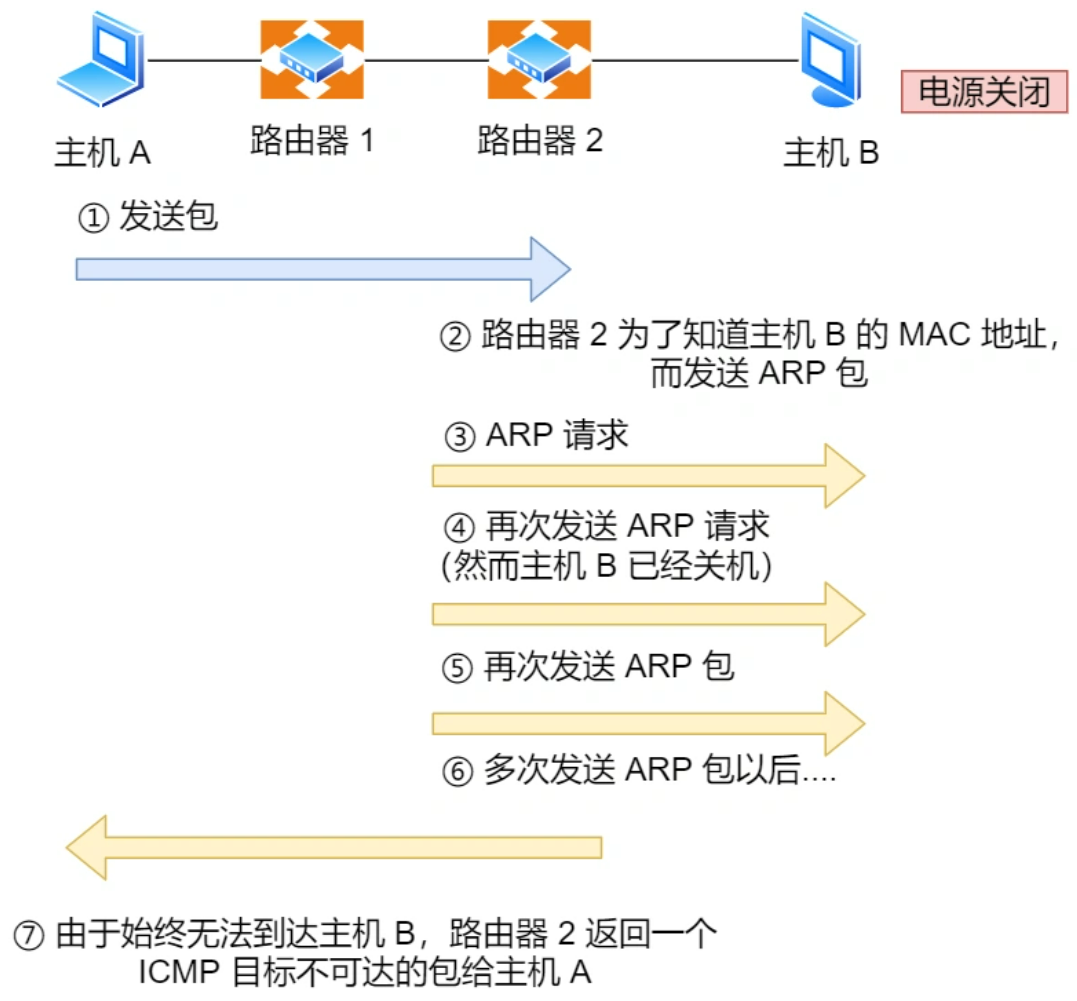 电源关闭
主机 A
路由器 1
路由器 2
主机 B
① 发送包
② 路由器 2 为了知道主机 B 的 MAC 地址，
而发送 ARP 包
③ ARP 请求
④ 再次发送 ARP 请求
（然而主机 B 已经关机）
⑤ 再次发送 ARP 包
⑥ 多次发送 ARP 包以后....
⑦ 由于始终无法到达主机 B，路由器 2 返回一个
ICMP 目标不可达的包给主机 A